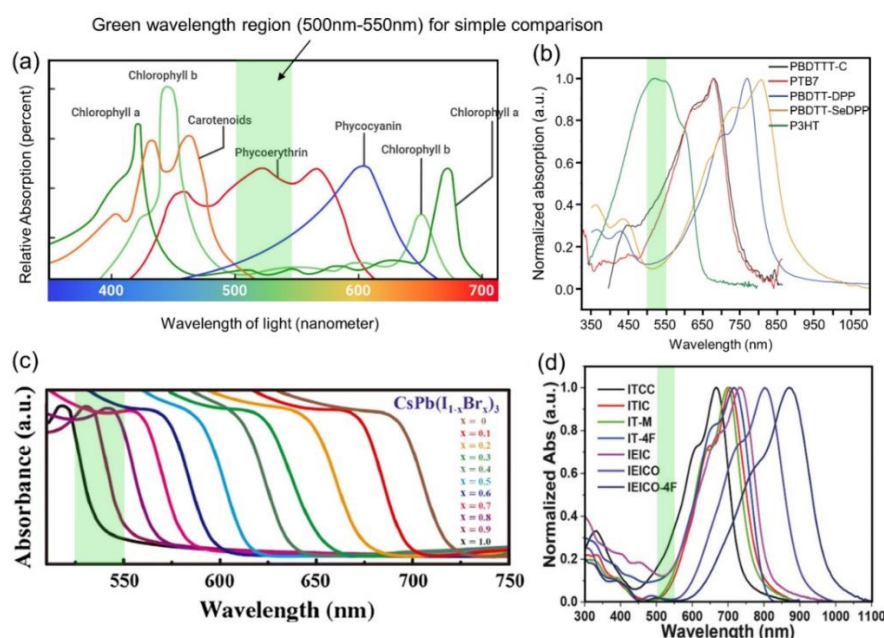 Green wavelength region (500nm-550nm) for simple comparison
(a)
Chlorophyll b
Chlorophyll a
Carotenoids
Phycoerythrin
Phycocyanin
Chlorophyll b
Chlorophyll a
Relative Absorption (percent)
400 500 600 700
Wavelength of light (nanometer)
(b)
PBDTTT-C
PTB7
PBDTT-DPP
PBDTT-SeDPP
P3HT
Normalized absorption (a.u.)
1.0
0.8
0.6
0.4
0.2
0.0
350 450 550 650 750 850 1000 1100
Wavelength (nm)
(c)
CsPb(I1-xBrx)3
X = 0
X = 0.1
X = 0.2
X = 0.3
X = 0.4
X = 0.5
X = 0.6
X = 0.7
X = 0.8
X = 0.9
X = 1.0
Absorbance (a.u.)
550 600 650 700 750
Wavelength (nm)
(d)
ITCC
ITIC
IT-M
IT-4F
IEIC
IEICO
IEICO-4F
Normalized Abs (a.u.)
1.0
0.8
0.6
0.4
0.2
0.0
300 400 500 600 700 800 900 1000 1100
Wavelength (nm)